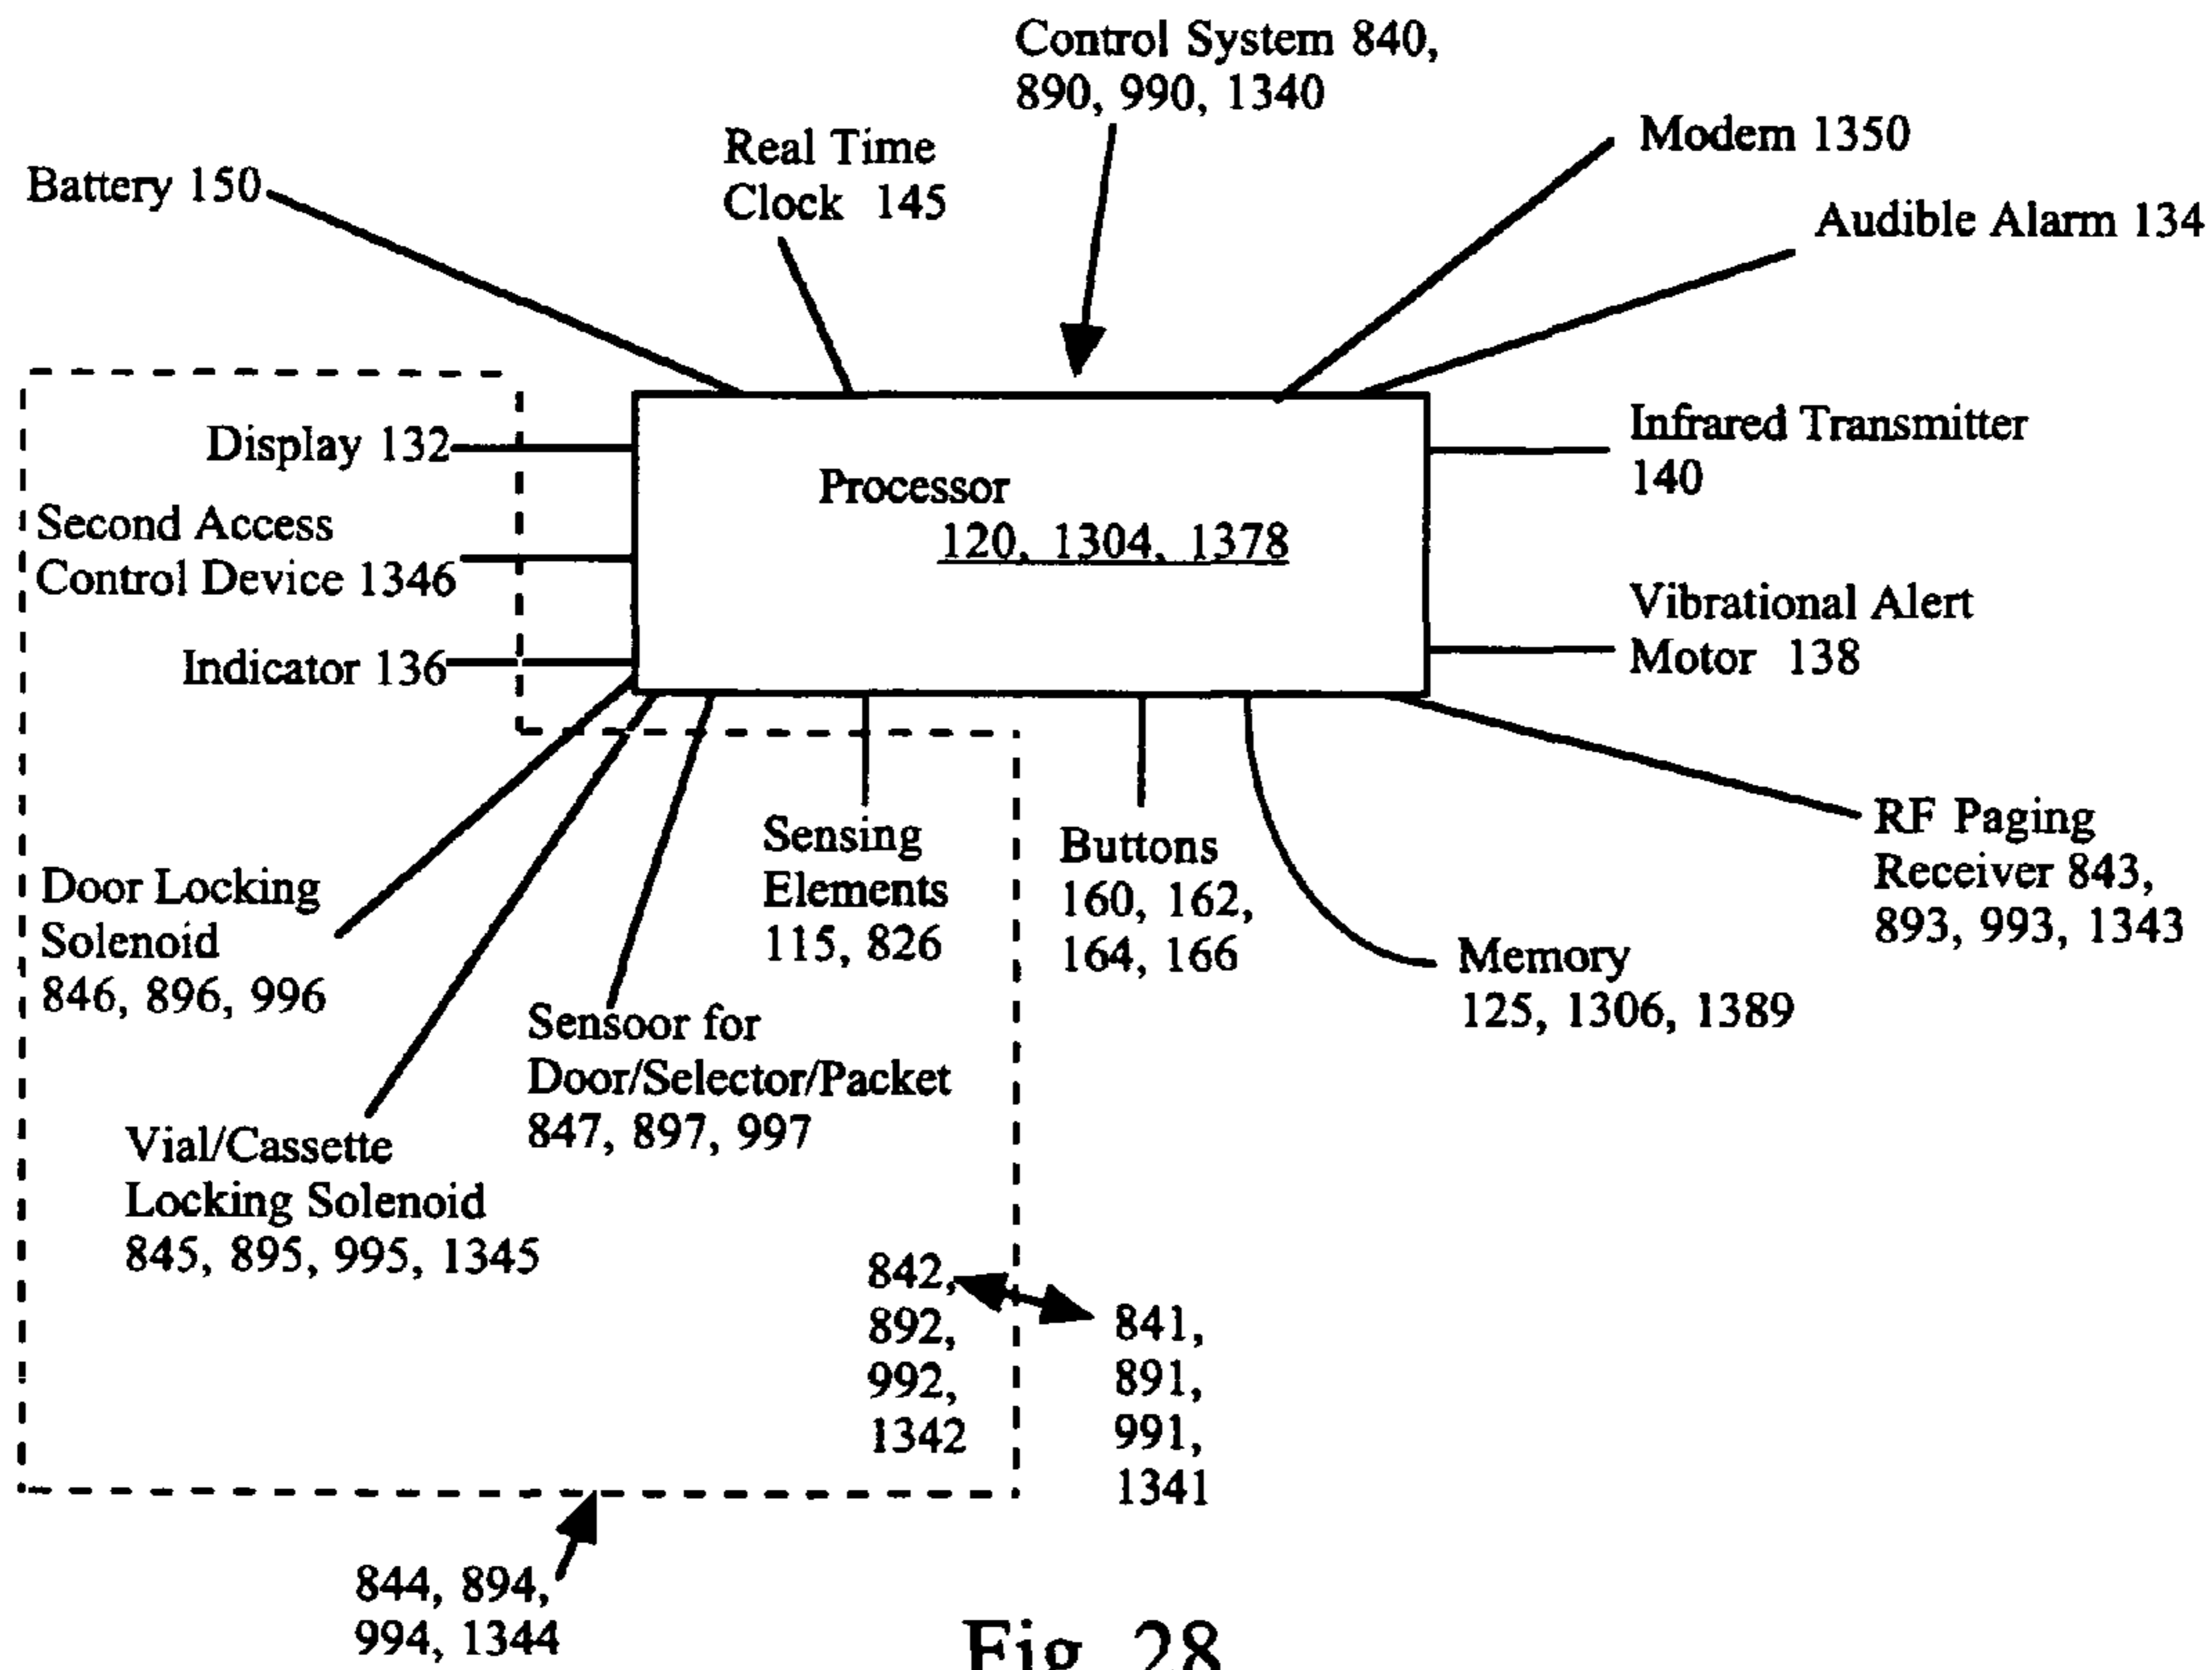 Control System 840,
890, 990, 1340
Real Time
Clock 145
Modem 1350
Battery 150
Audible Alarm 134
Display 132
Second Access
Control Device 1346
Indicator 136
Processor
120, 1304, 1378
Infrared Transmitter
140
Vibrational Alert
Motor 138
Door Locking
Solenoid
846, 896, 996
Vial/Cassette
Locking Solenoid
845, 895, 995, 1345
Sensoor for
Door/Selector/Packet
847, 897, 997
Sensing
Elements
115, 826
Buttons
160, 162,
164, 166
Memory
125, 1306, 1389
RF Paging
Receiver 843,
893, 993, 1343
842,
892,
992,
1342
841,
891,
991,
1341
844, 894,
994, 1344
Fig. 28